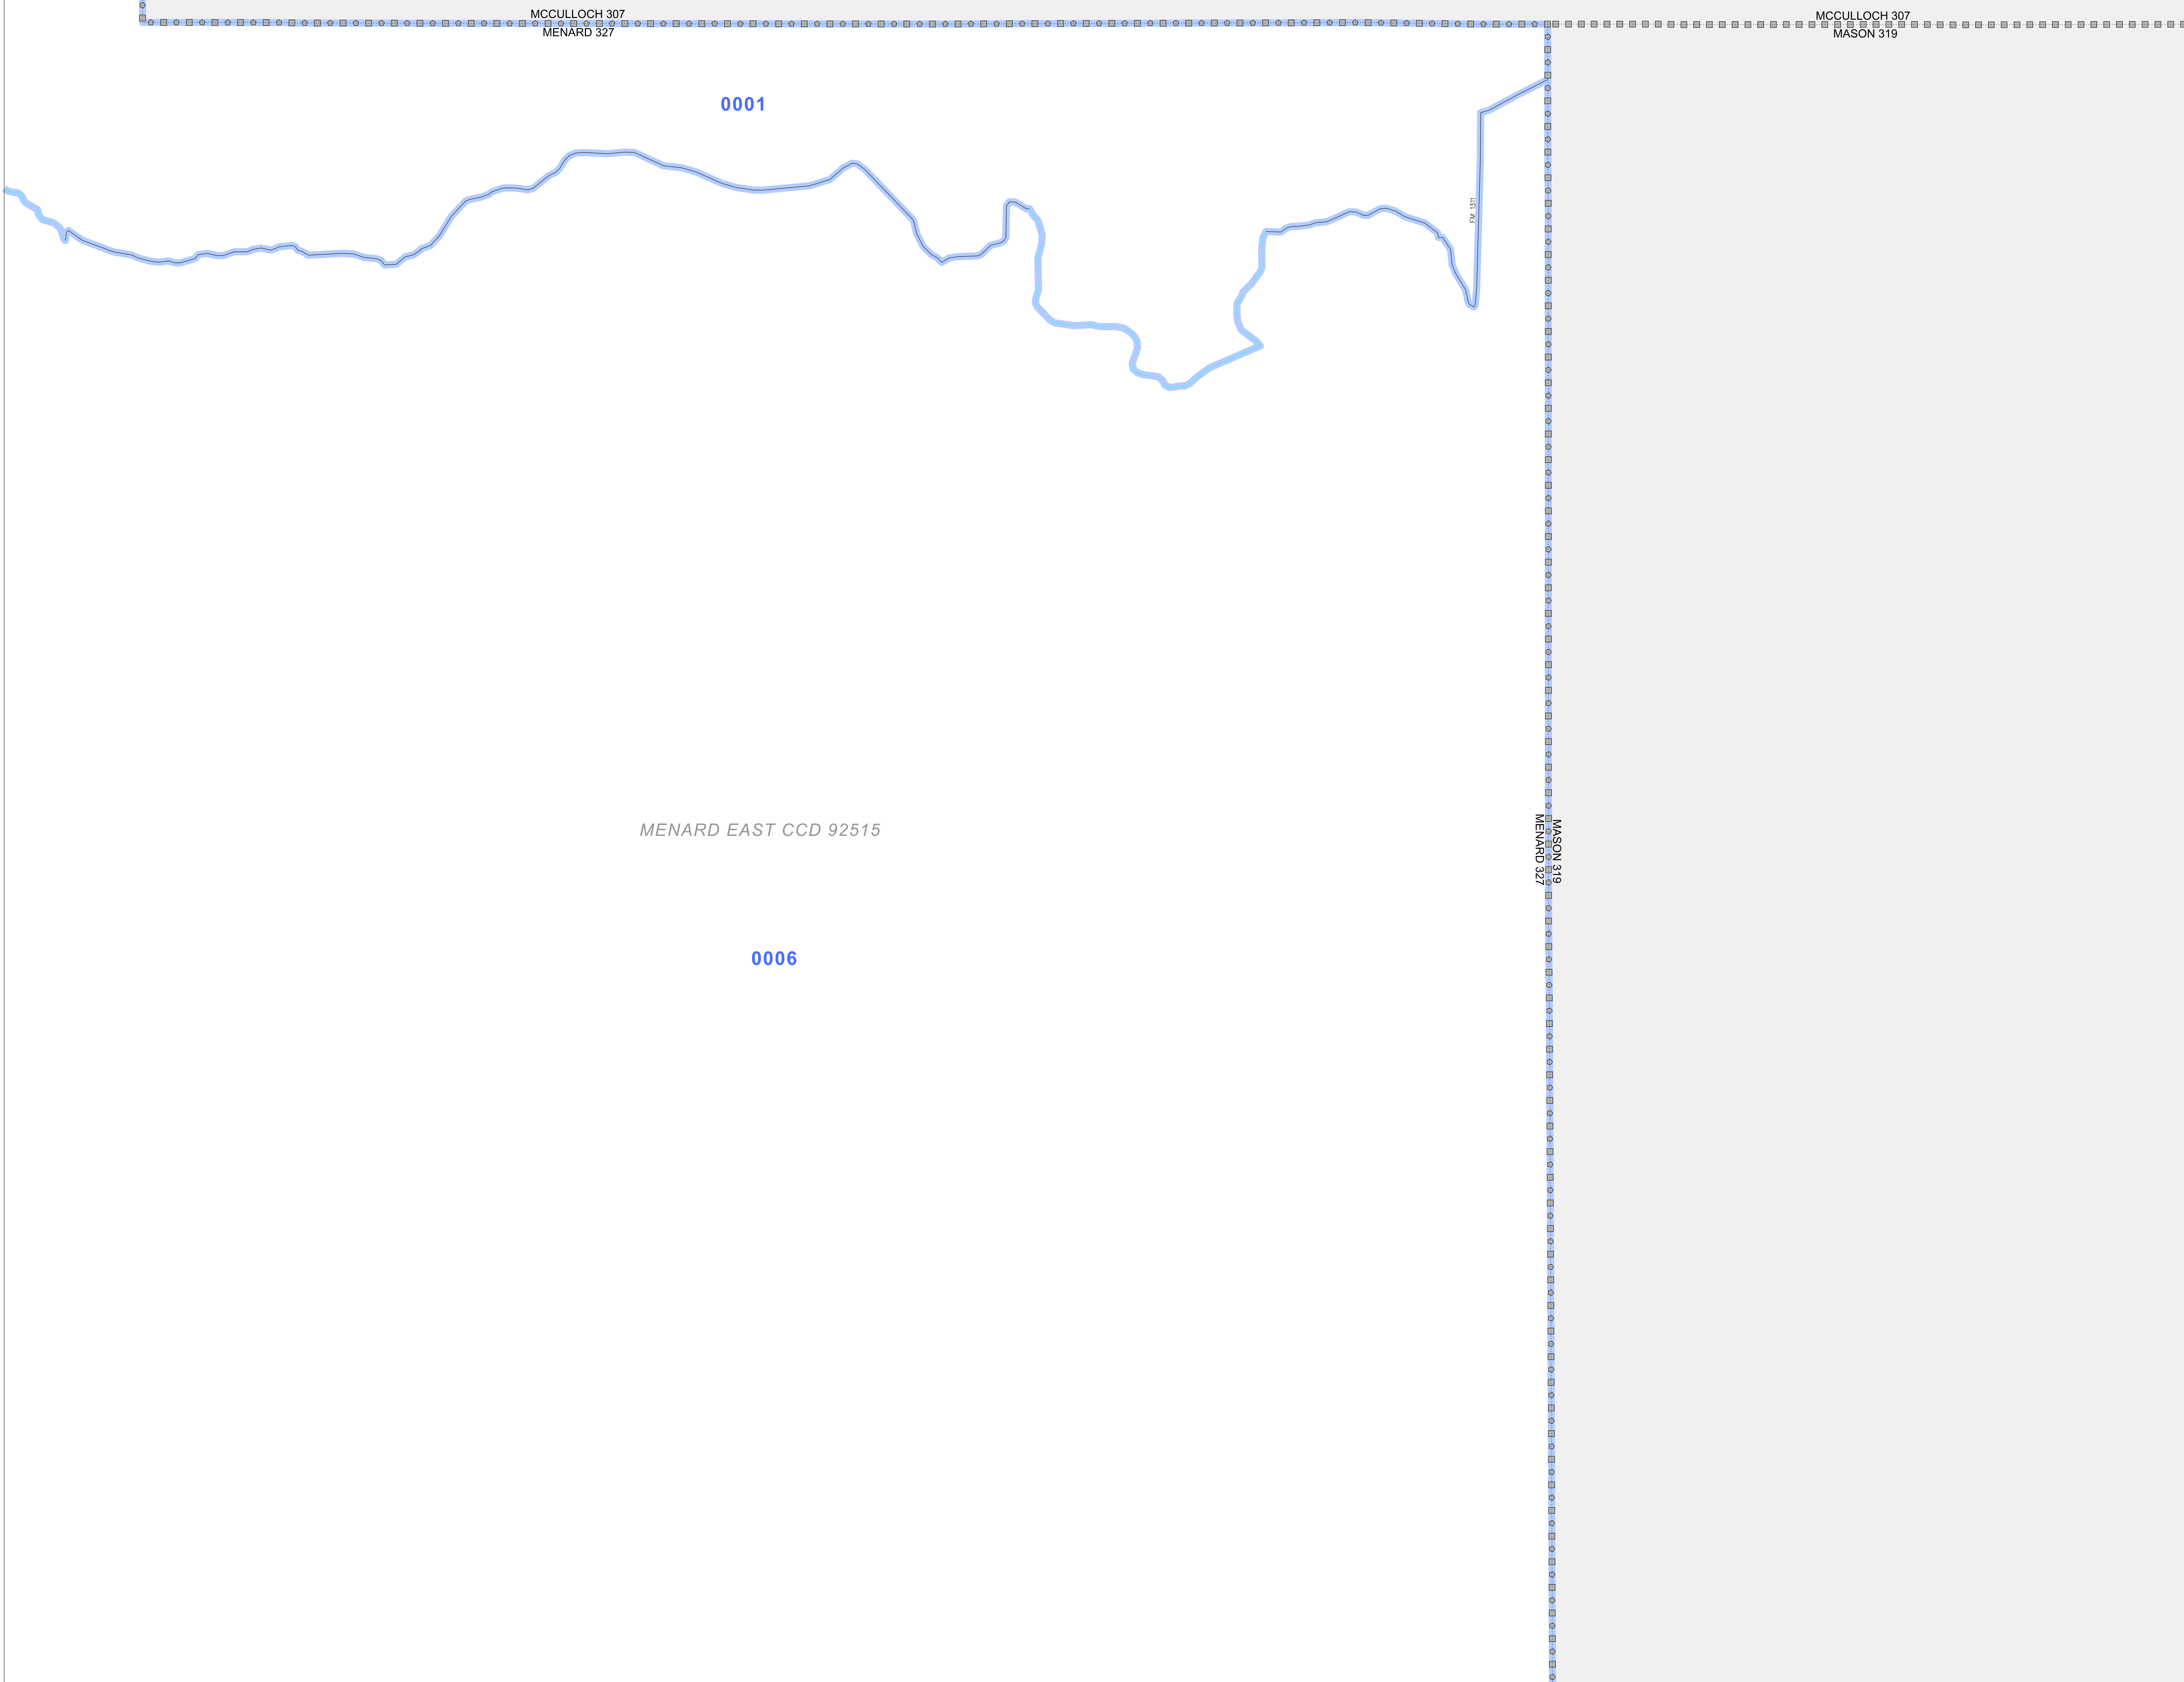 MCCULLOCH 307
MENARD 327
MCCULLOCH 307
MASON 319
0001
FM 1311
MENARD EAST CCD 92515
MASON 319
MENARD 327
0006